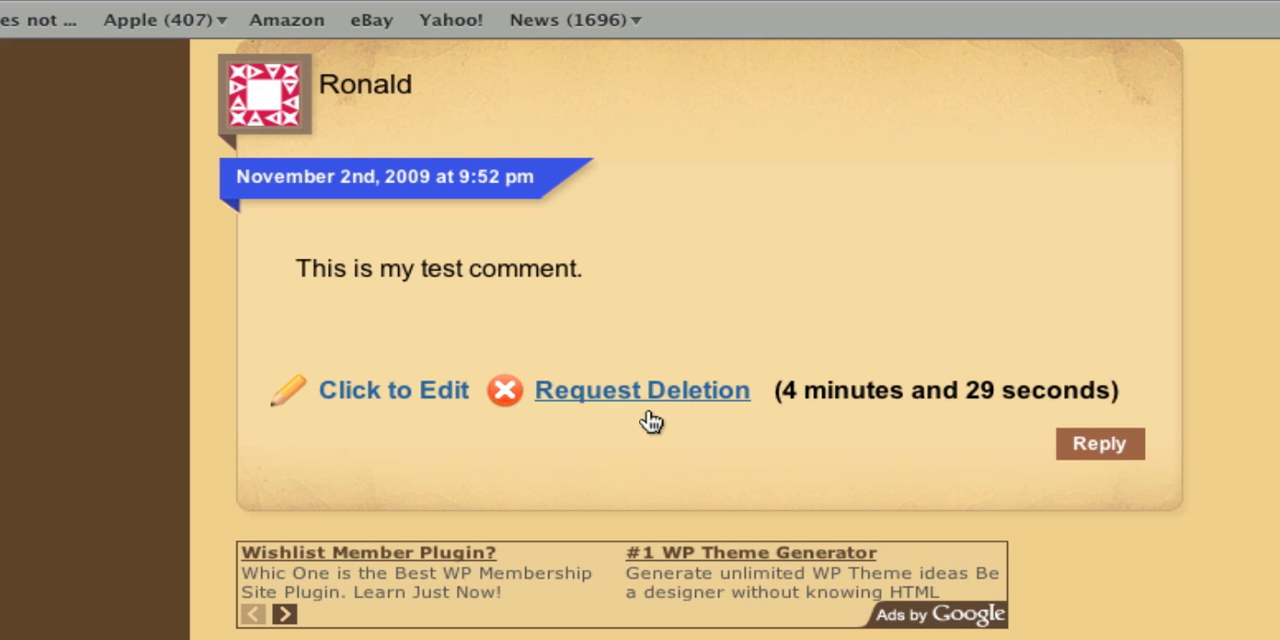 es not ... Apple (407) Amazon eBay Yahoo! News (1696)
Ronald
November 2nd, 2009 at 9:52 pm
This is my test comment.
Click to Edit Request Deletion (4 minutes and 29 seconds)
Reply
Wishlist Member Plugin?
Whic One is the Best WP Membership
Site Plugin. Learn Just Now!
#1 WP Theme Generator
Generate unlimited WP Theme ideas Be
a designer without knowing HTML
Ads by Google